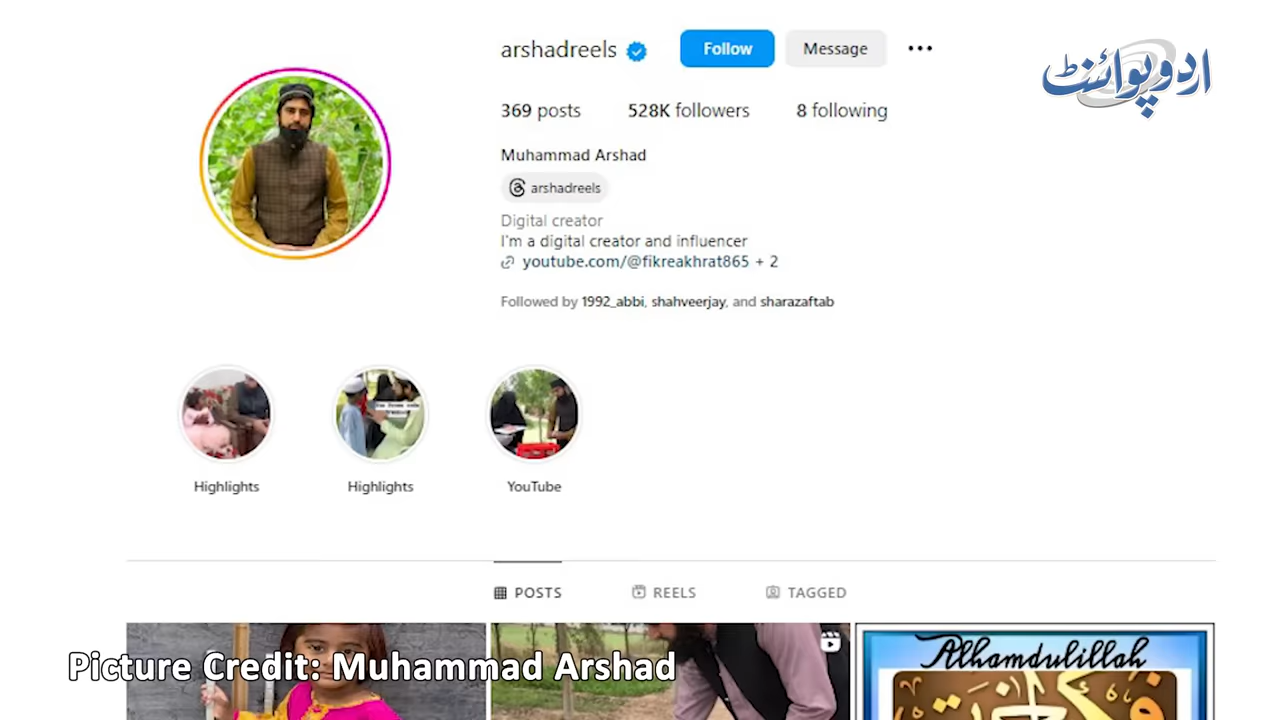 arshadreels
Follow
Message
اردو پوائنٹ
369 posts
528K followers
8 following
Muhammad Arshad
arshadreels
Digital creator
I'm a digital creator and influencer
youtube.com/@fikreakhrat865 + 2
Followed by 1992_abbi, shahveerjay, and sharazaftab
Highlights
Highlights
YouTube
POSTS
REELS
TAGGED
Alhamdulillah
Picture Credit: Muhammad Arshad